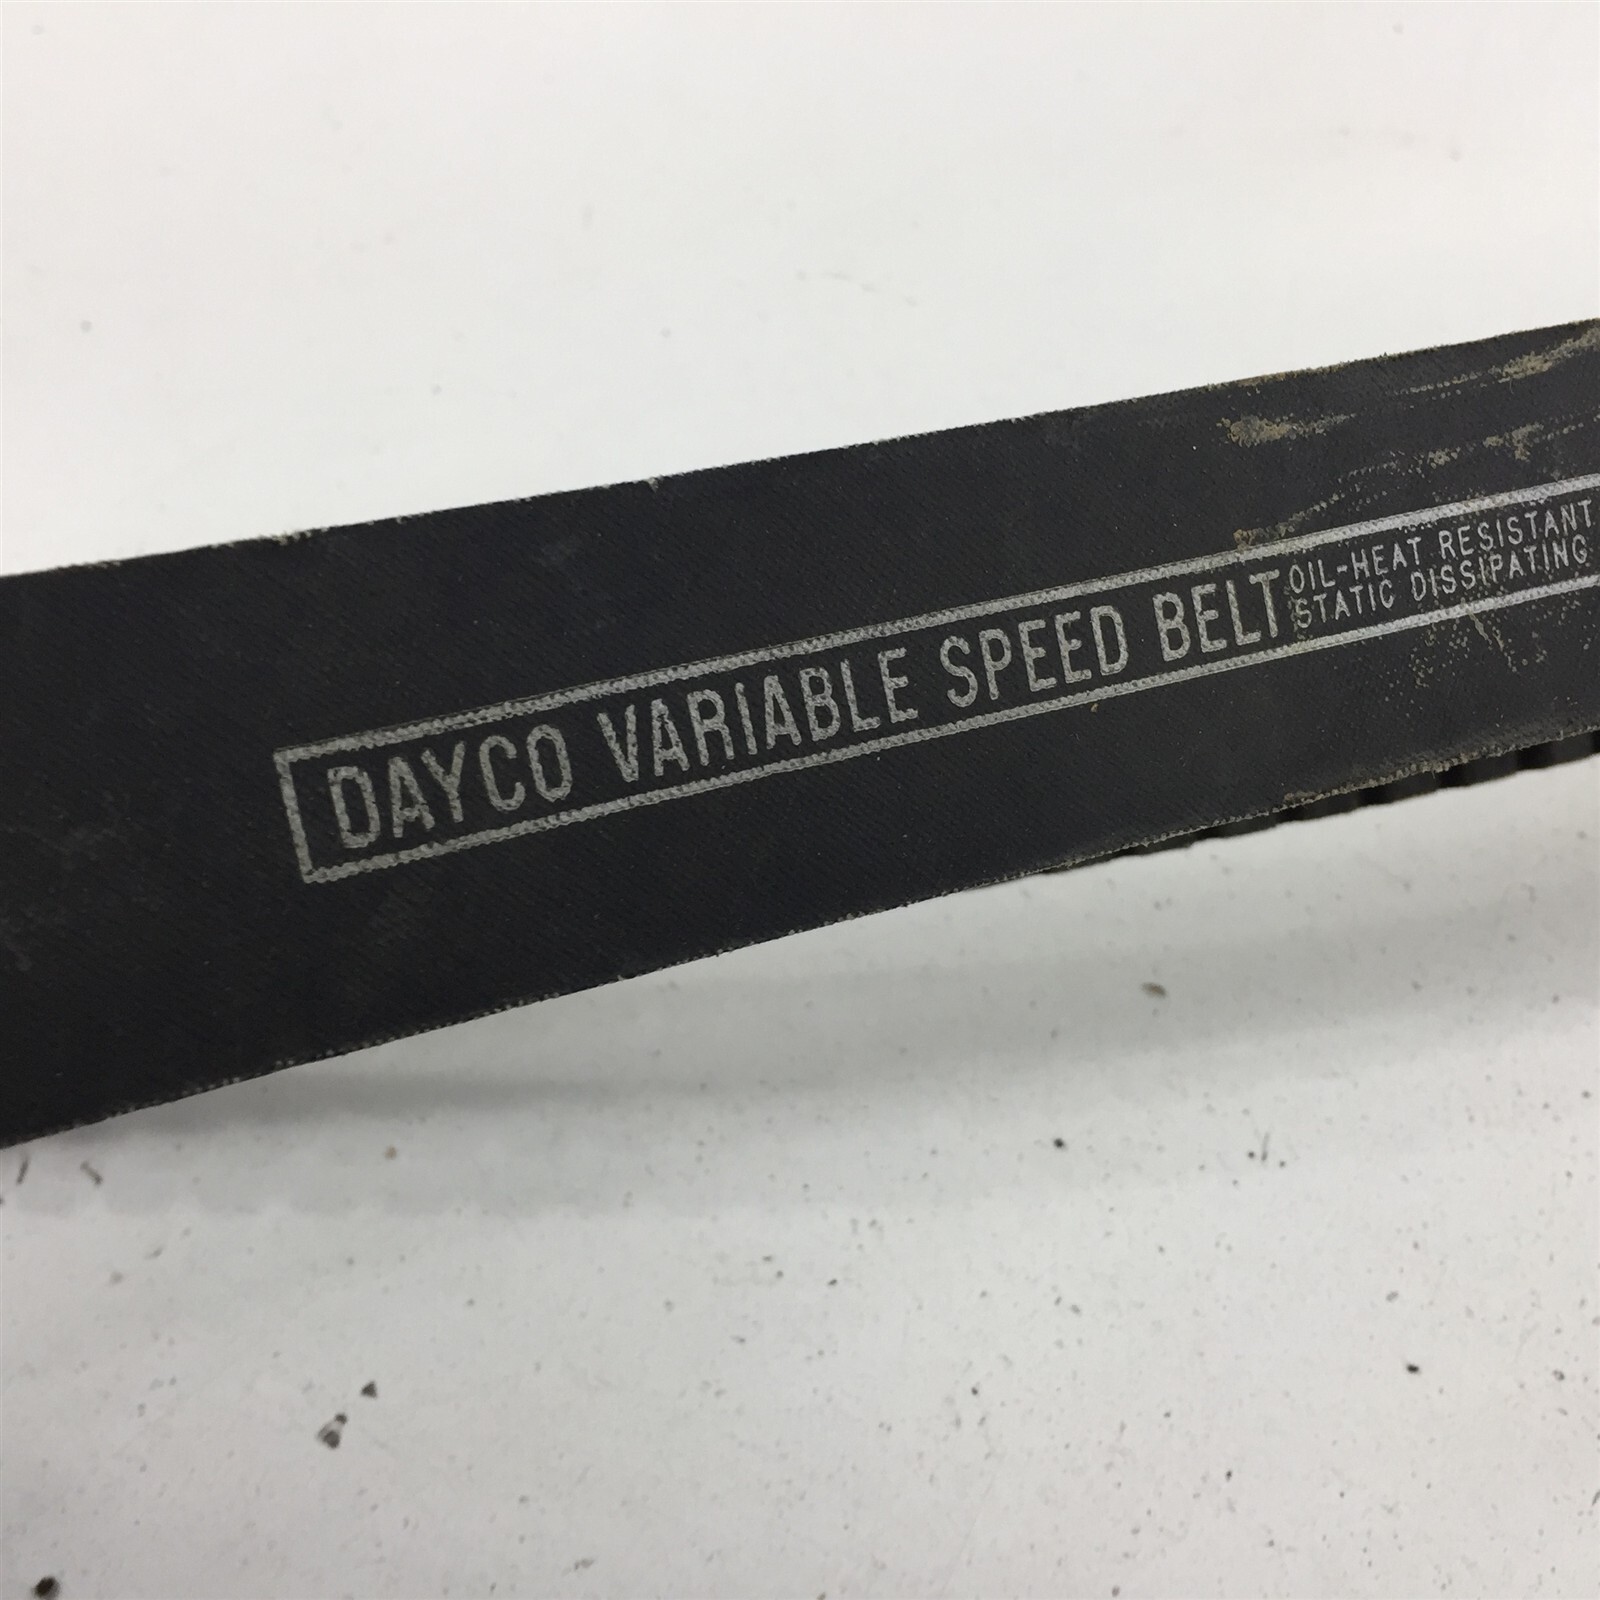 DAYCO VARIABLE SPEED BELT
OIL-HEAT RESISTANT
STATIC DISSIPATING